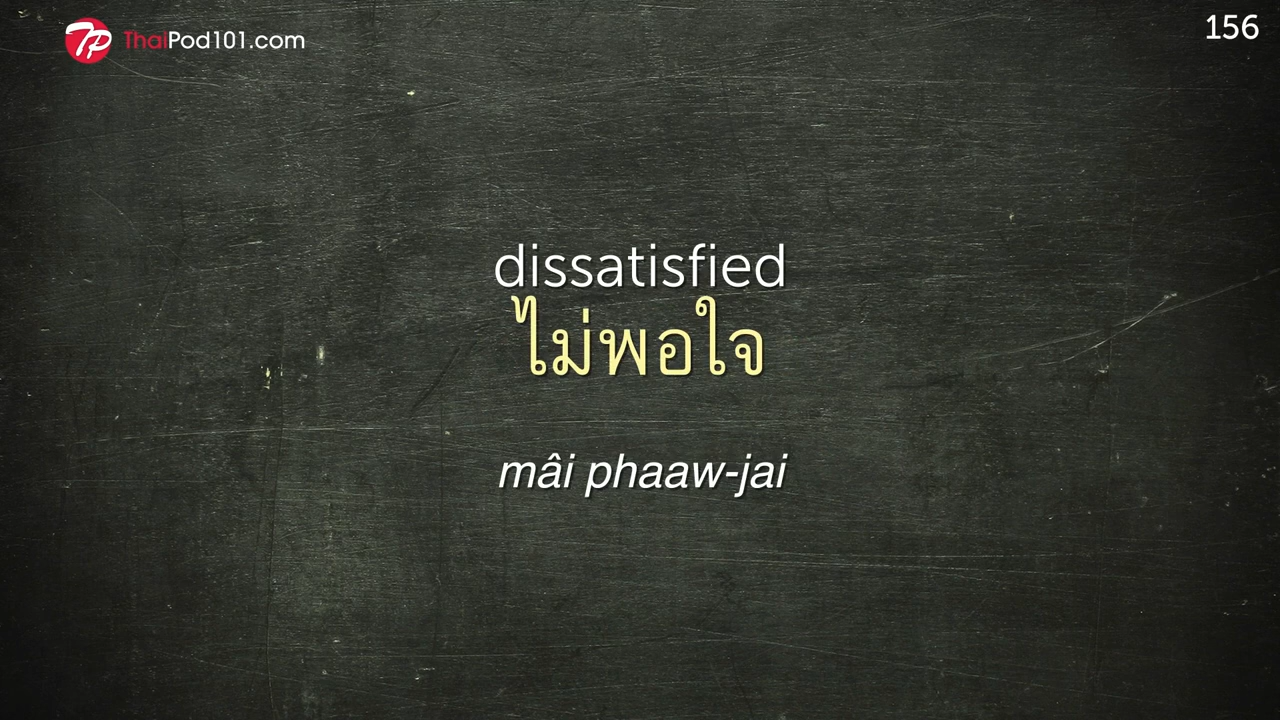 ThaiPod101.com
156
dissatisfied
ไม่พอใจ
mâi phaaw-jai